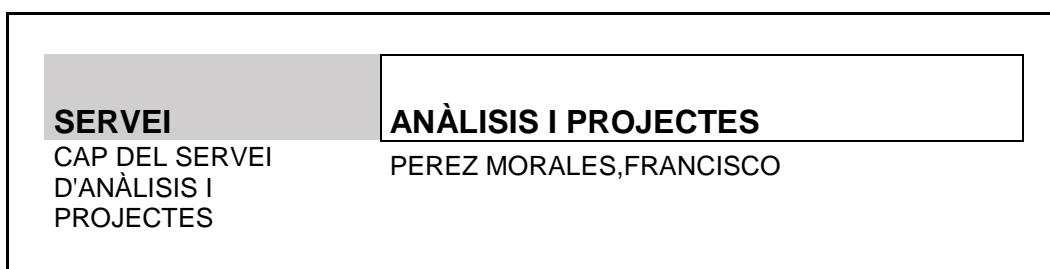 SERVEI
ANÀLISIS I PROJECTES
CAP DEL SERVEI
D'ANÀLISIS I
PROJECTES
PEREZ MORALES,FRANCISCO